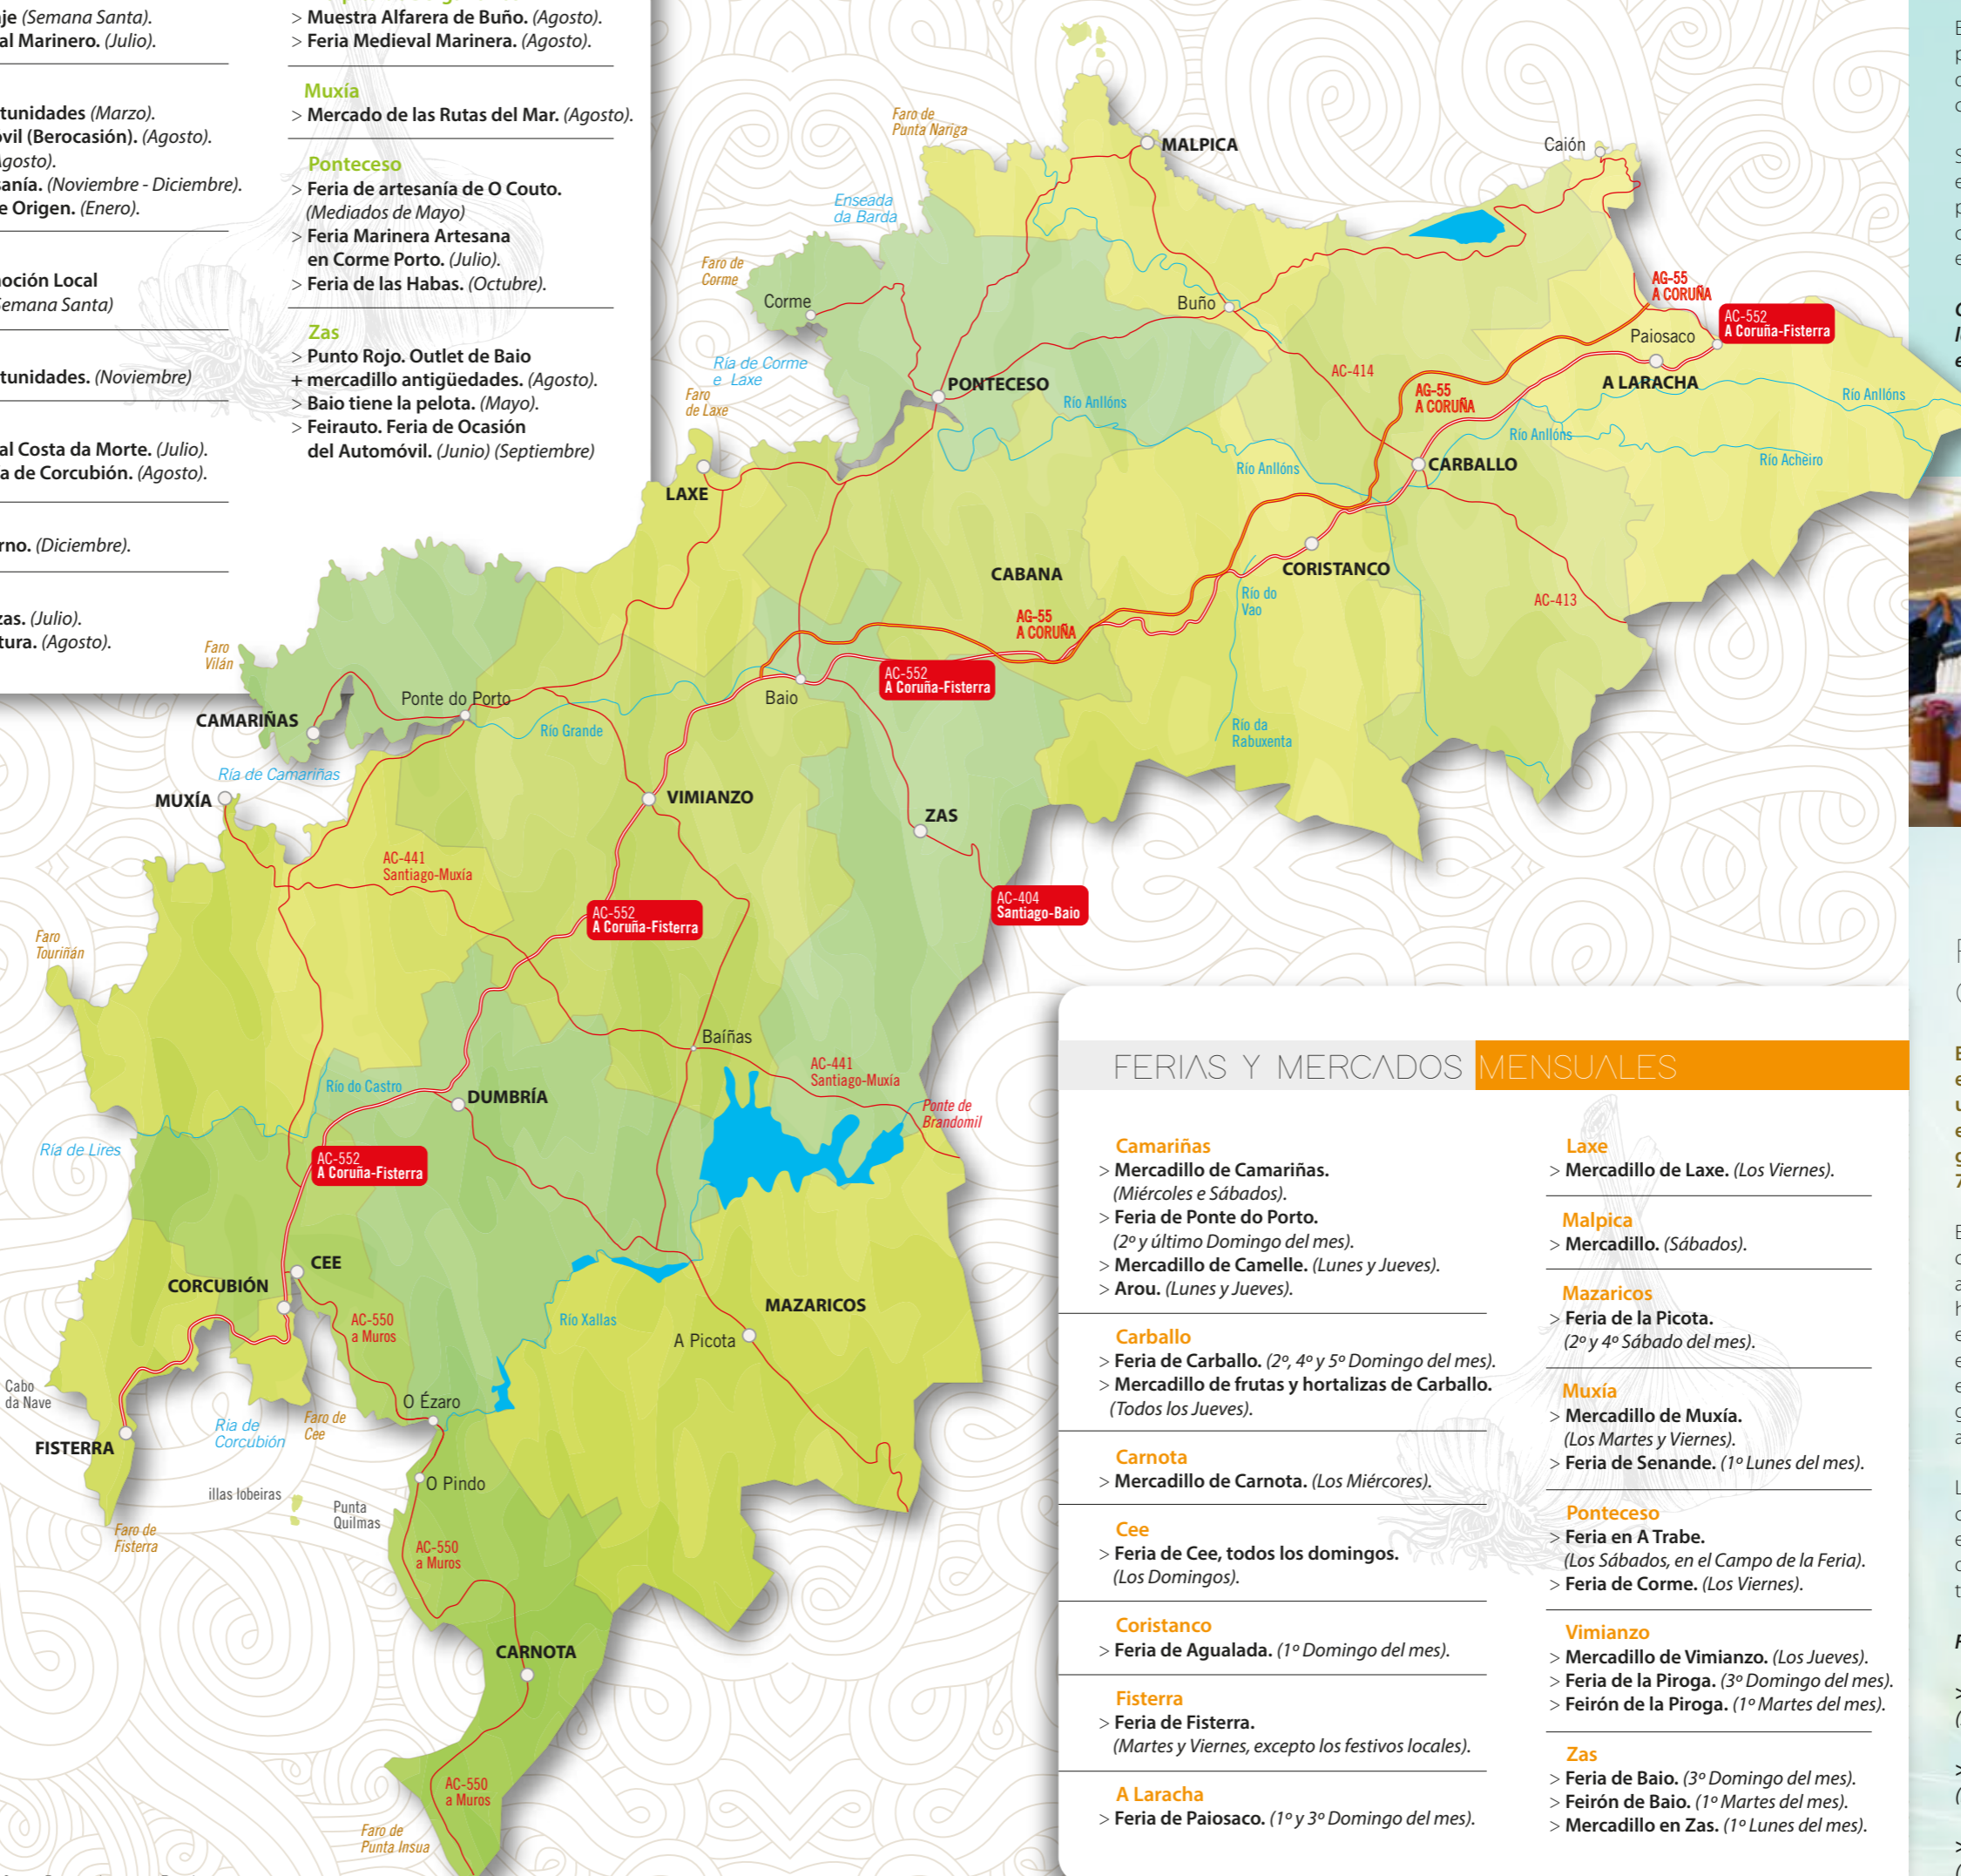 je (Semana Santa).
al Marinero. (Julio).
tunidades (Marzo).
ovil (Berocasión). (Agosto).
Agosto).
sanía. (Noviembre - Diciembre).
e Origen. (Enero).
oción Local
Semana Santa)
tunidades. (Noviembre)
al Costa da Morte. (Julio).
a de Corcubión. (Agosto).
rno. (Diciembre).
zas. (Julio).
tura. (Agosto).
> Muestra Alfarera de Buño. (Agosto).
> Feria Medieval Marinera. (Agosto).
Muxía
> Mercado de las Rutas del Mar. (Agosto).
Ponteceso
> Feria de artesanía de O Couto.
(Mediados de Mayo)
> Feria Marinera Artesana
en Corme Porto. (Julio).
> Feria de las Habas. (Octubre).
Zas
> Punto Rojo. Outlet de Baio
+ mercadillo antigüedades. (Agosto).
> Baio tiene la pelota. (Mayo).
> Feirauto. Feria de Ocasión
del Automóvil. (Junio) (Septiembre)
Faro de
Punta Nariga
MALPICA
Caión
Enseada
da Barda
Faro de
Corme
Corme
Buño
AG-55
A CORUÑA
AC-552
A Coruña-Fisterra
Paiosaco
Ría de Corme
e Laxe
Faro
de Laxe
PONTECESO
Río Anllóns
AC-414
AG-55
A CORUÑA
A LARACHA
Río Anllóns
Río Anllóns
Río Anllóns
Río Acheiro
CARBALLO
LAXE
CABANA
CORISTANCO
Río do
Vao
AC-413
AG-55
A CORUÑA
Faro
Vilán
AC-552
A Coruña-Fisterra
Ponte do Porto
Baio
CAMARIÑAS
Río Grande
Río da
Rabuxenta
Ría de Camariñas
MUXÍA
VIMIANZO
ZAS
AC-441
Santiago-Muxía
AC-404
Santiago-Baio
AC-552
A Coruña-Fisterra
Faro
Touriñán
Baíñas
AC-441
Santiago-Muxía
Río do Castro
DUMBRÍA
Ponte de
Brandomil
Ría de Lires
AC-552
A Coruña-Fisterra
CEE
CORCUBIÓN
AC-550
a Muros
Río Xallas
MAZARICOS
A Picota
Cabo
da Nave
O Ézaro
Ria de
Corcubión
Faro de
Cee
FISTERRA
O Pindo
illas lobeiras
Punta
Quilmas
Faro de
Fisterra
AC-550
a Muros
CARNOTA
AC-550
a Muros
Faro de
Punta Insua
FERIAS Y MERCADOS MENSUALES
Camariñas
> Mercadillo de Camariñas.
(Miércoles e Sábados).
> Feria de Ponte do Porto.
(2º y último Domingo del mes).
> Mercadillo de Camelle. (Lunes y Jueves).
> Arou. (Lunes y Jueves).
Carballo
> Feria de Carballo. (2º, 4º y 5º Domingo del mes).
> Mercadillo de frutas y hortalizas de Carballo.
(Todos los Jueves).
Carnota
> Mercadillo de Carnota. (Los Miércores).
Cee
> Feria de Cee, todos los domingos.
(Los Domingos).
Coristanco
> Feria de Agualada. (1º Domingo del mes).
Fisterra
> Feria de Fisterra.
(Martes y Viernes, excepto los festivos locales).
A Laracha
> Feria de Paiosaco. (1º y 3º Domingo del mes).
Laxe
> Mercadillo de Laxe. (Los Viernes).
Malpica
> Mercadillo. (Sábados).
Mazaricos
> Feria de la Picota.
(2º y 4º Sábado del mes).
Muxía
> Mercadillo de Muxía.
(Los Martes y Viernes).
> Feria de Senande. (1º Lunes del mes).
Ponteceso
> Feria en A Trabe.
(Los Sábados, en el Campo de la Feria).
> Feria de Corme. (Los Viernes).
Vimianzo
> Mercadillo de Vimianzo. (Los Jueves).
> Feria de la Piroga. (3º Domingo del mes).
> Feirón de la Piroga. (1º Martes del mes).
Zas
> Feria de Baio. (3º Domingo del mes).
> Feirón de Baio. (1º Martes del mes).
> Mercadillo en Zas. (1º Lunes del mes).